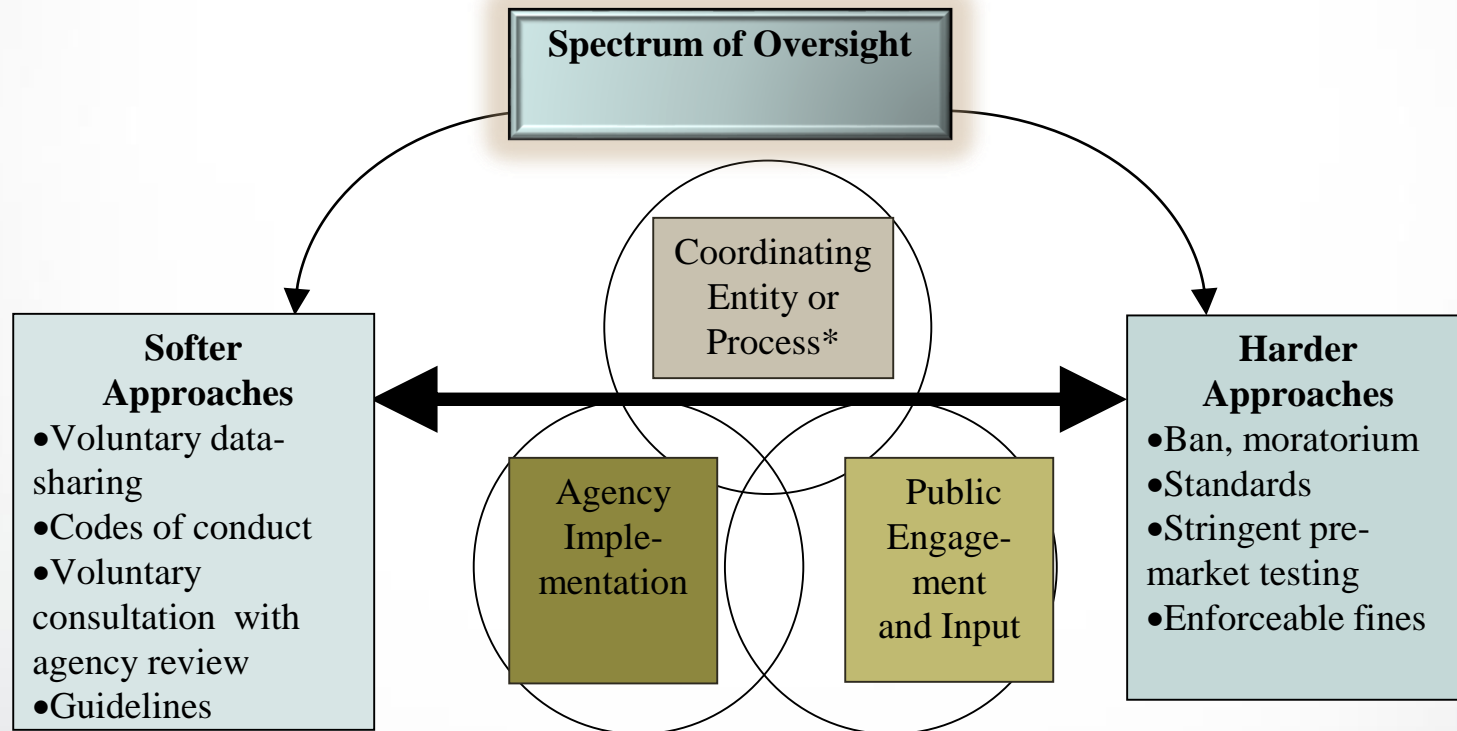 Spectrum of Oversight
Coordinating
Entity or
Process*
Softer
Approaches
•Voluntary data-
sharing
•Codes of conduct
•Voluntary
consultation  with
agency review
•Guidelines
Agency
Imple-
mentation
Public
Engage-
ment
and Input
Harder
Approaches
•Ban, moratorium
•Standards
•Stringent pre-
market testing
•Enforceable fines